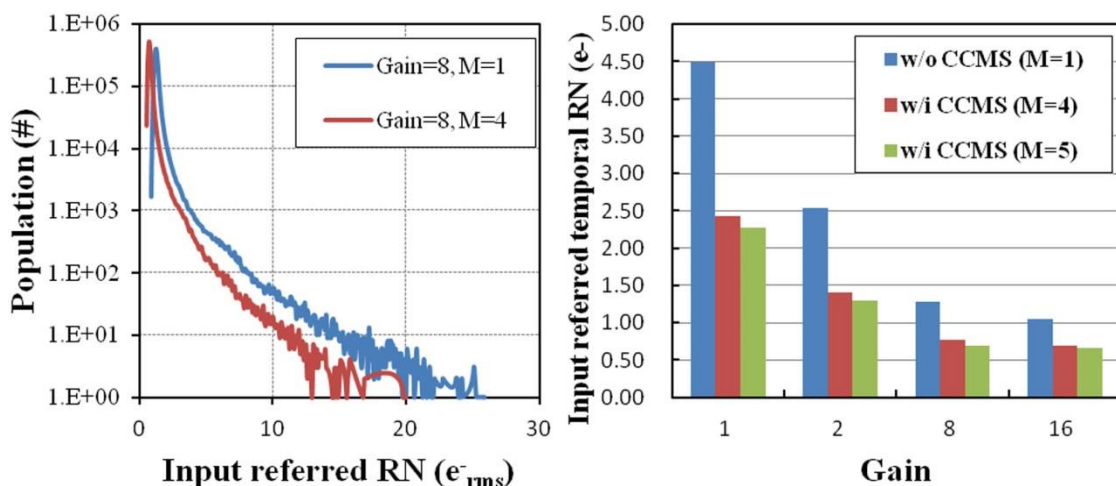 Population (#)
1.E+06
1.E+05
1.E+04
1.E+03
1.E+02
1.E+01
1.E+00
Gain=8, M=1
Gain=8, M=4
0 10 20 30
Input referred RN (e-rms)
Input referred temporal RN (e-)
5.00
4.50
4.00
3.50
3.00
2.50
2.00
1.50
1.00
0.50
0.00
w/o CCMS (M=1)
w/i CCMS (M=4)
w/i CCMS (M=5)
1 2 8 16
Gain